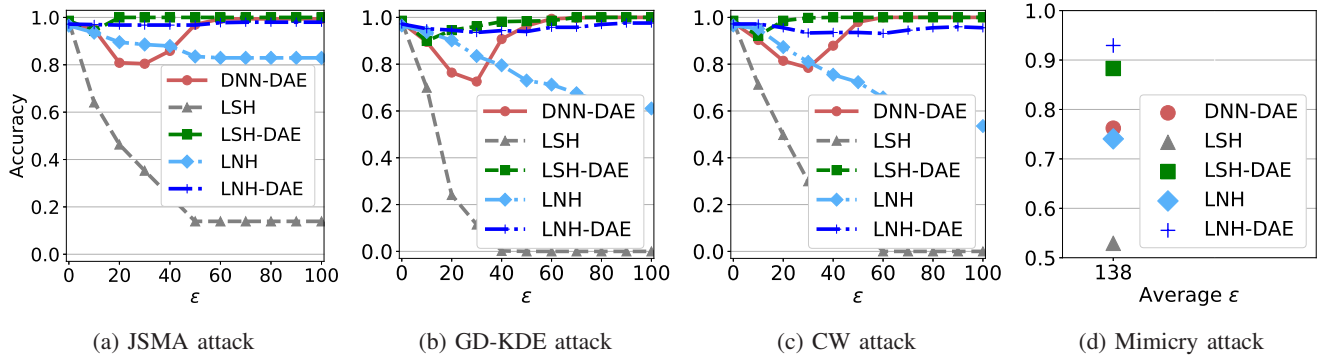 Accuracy
1.0
0.8
0.6
0.4
0.2
0.0
0 20 40 60 80 100
ε
DNN-DAE
LSH
LSH-DAE
LNH
LNH-DAE
(a) JSMA attack
1.0
0.8
0.6
0.4
0.2
0.0
0 20 40 60 80 100
ε
DNN-DAE
LSH
LSH-DAE
LNH
LNH-DAE
(b) GD-KDE attack
1.0
0.8
0.6
0.4
0.2
0.0
0 20 40 60 80 100
ε
DNN-DAE
LSH
LSH-DAE
LNH
LNH-DAE
(c) CW attack
1.0
0.9
0.8
0.7
0.6
0.5
138
Average ε
DNN-DAE
LSH
LSH-DAE
LNH
LNH-DAE
(d) Mimicry attack